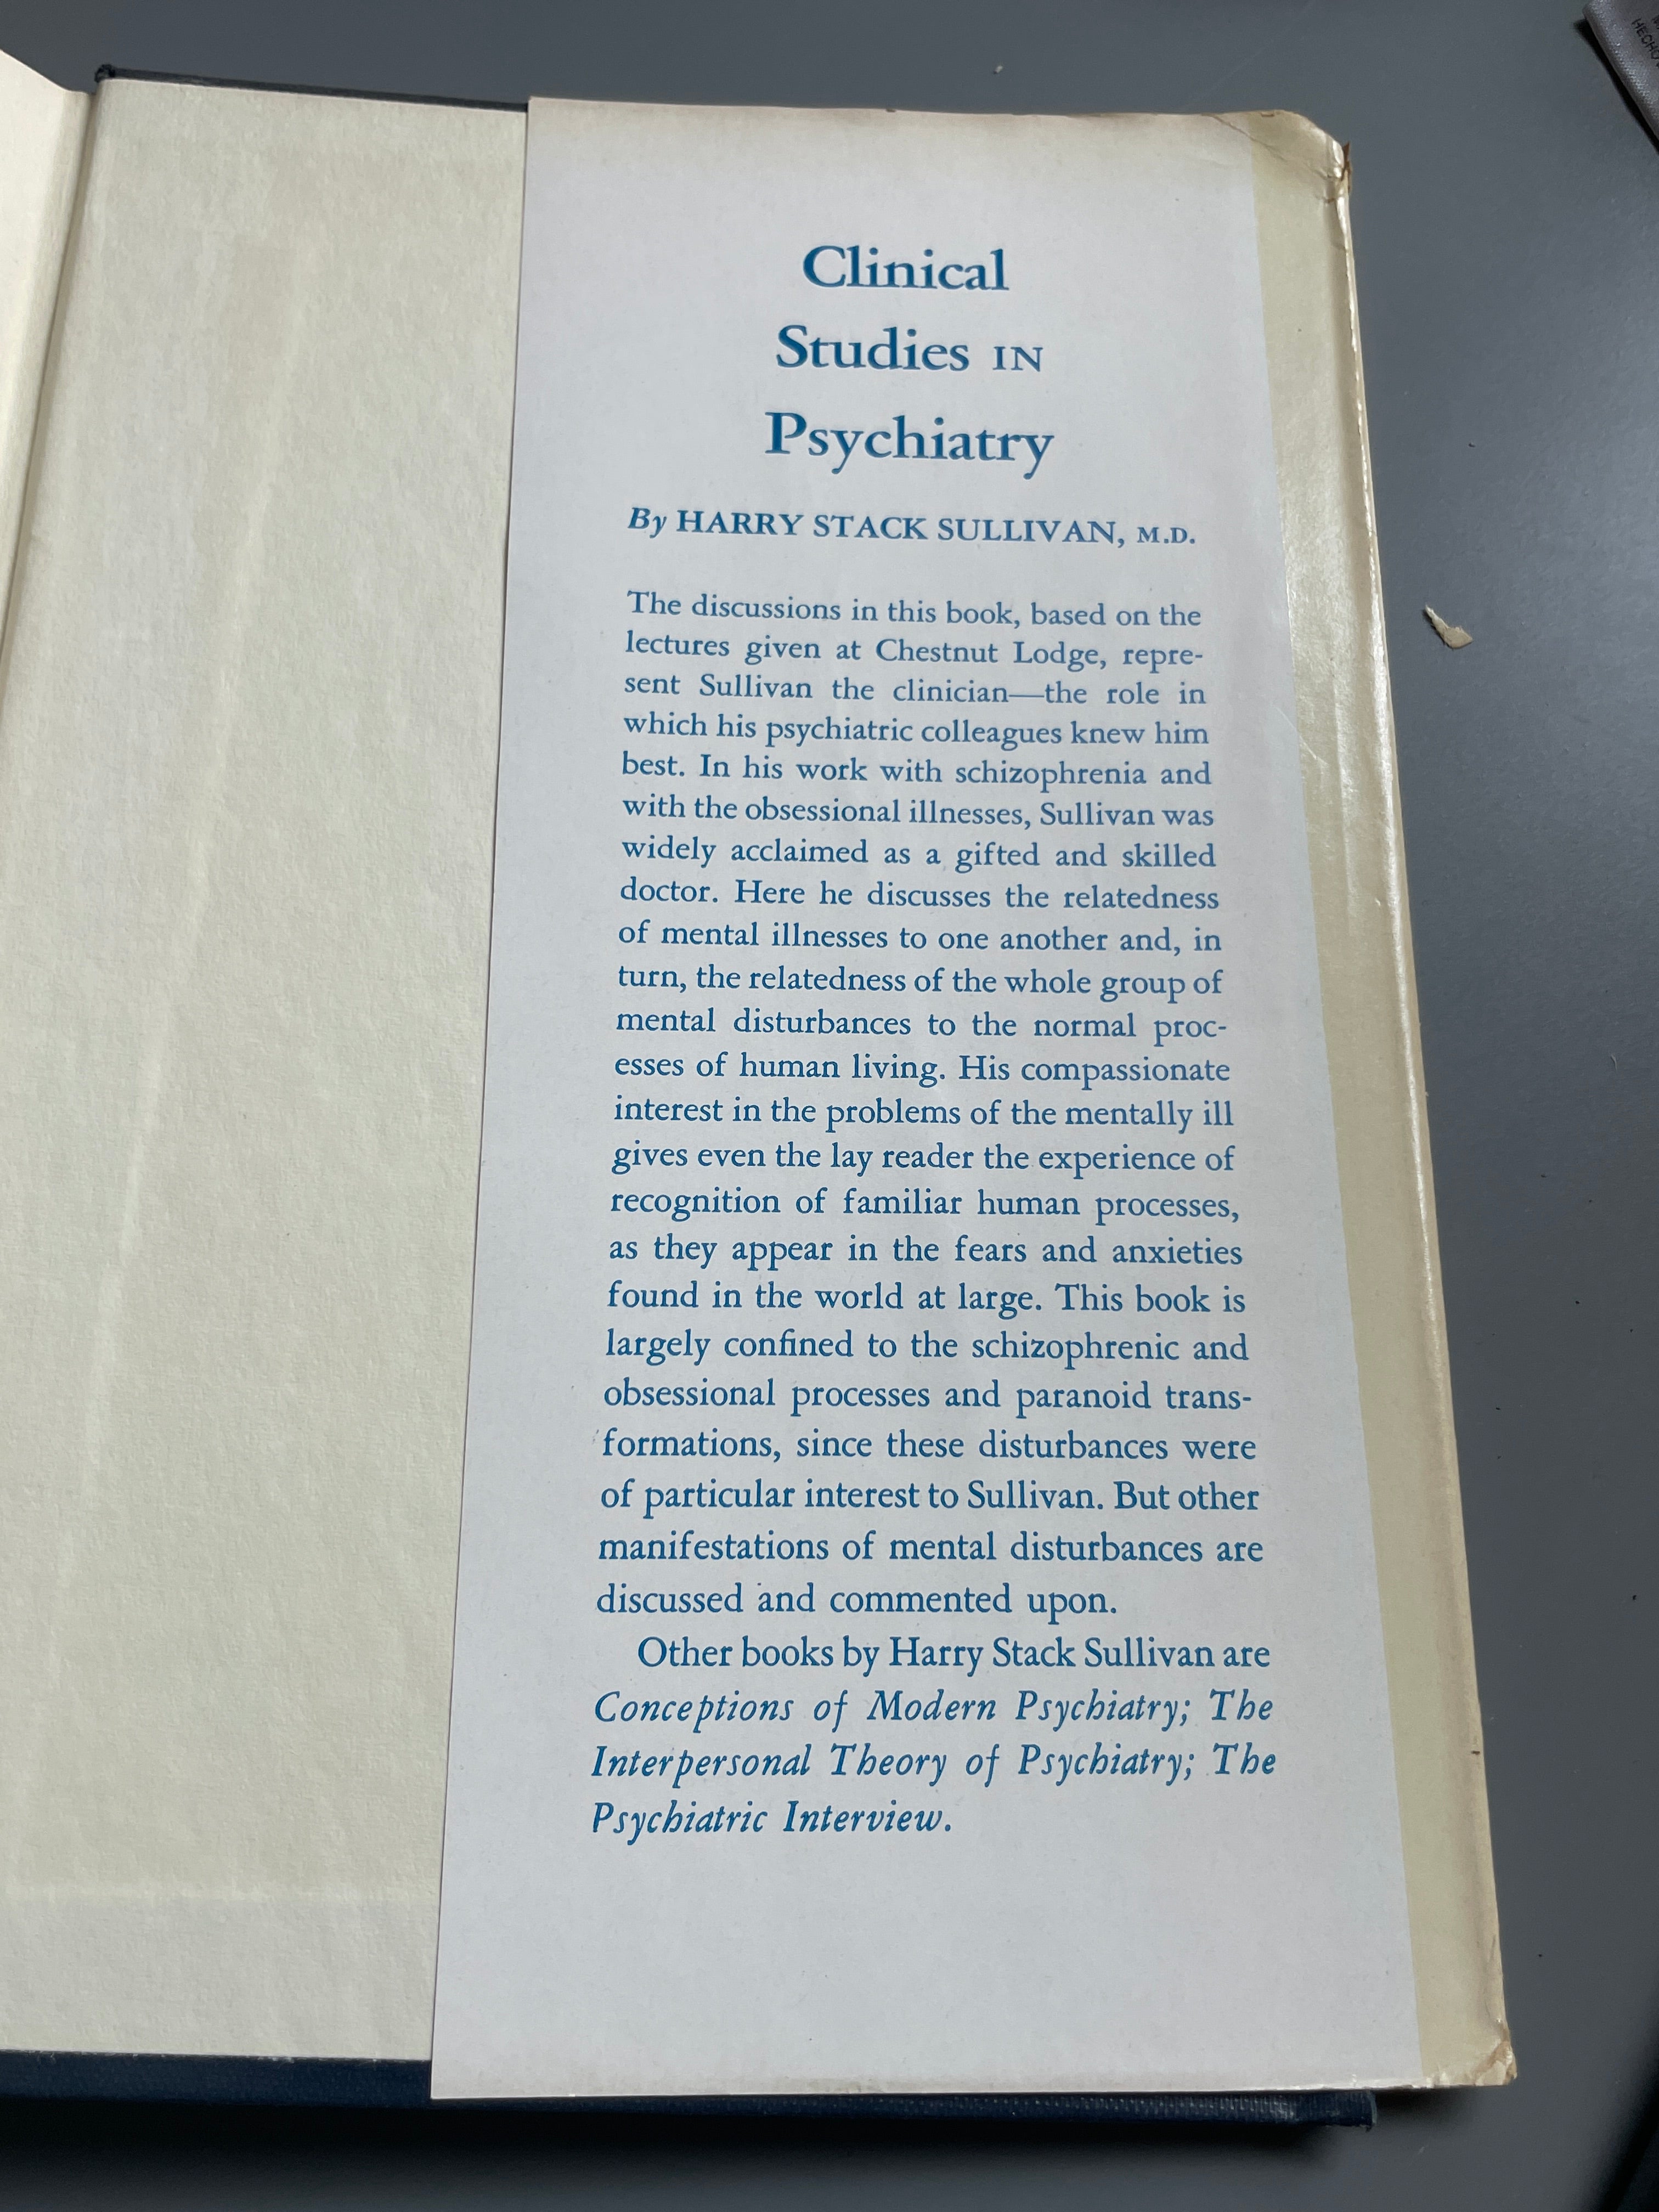 HECHO
Clinical
Studies IN
Psychiatry
By HARRY STACK SULLIVAN, M.D.
The discussions in this book, based on the
lectures given at Chestnut Lodge, repre-
sent Sullivan the clinician—the role in
which his psychiatric colleagues knew him
best. In his work with schizophrenia and
with the obsessional illnesses, Sullivan was
widely acclaimed as a gifted and skilled
doctor. Here he discusses the relatedness
of mental illnesses to one another and, in
turn, the relatedness of the whole group of
mental disturbances to the normal proc-
esses of human living. His compassionate
interest in the problems of the mentally ill
gives even the lay reader the experience of
recognition of familiar human processes,
as they appear in the fears and anxieties
found in the world at large. This book is
largely confined to the schizophrenic and
obsessional processes and paranoid trans-
formations, since these disturbances were
of particular interest to Sullivan. But other
manifestations of mental disturbances are
discussed and commented upon.
Other books by Harry Stack Sullivan are
Conceptions of Modern Psychiatry; The
Interpersonal Theory of Psychiatry; The
Psychiatric Interview.